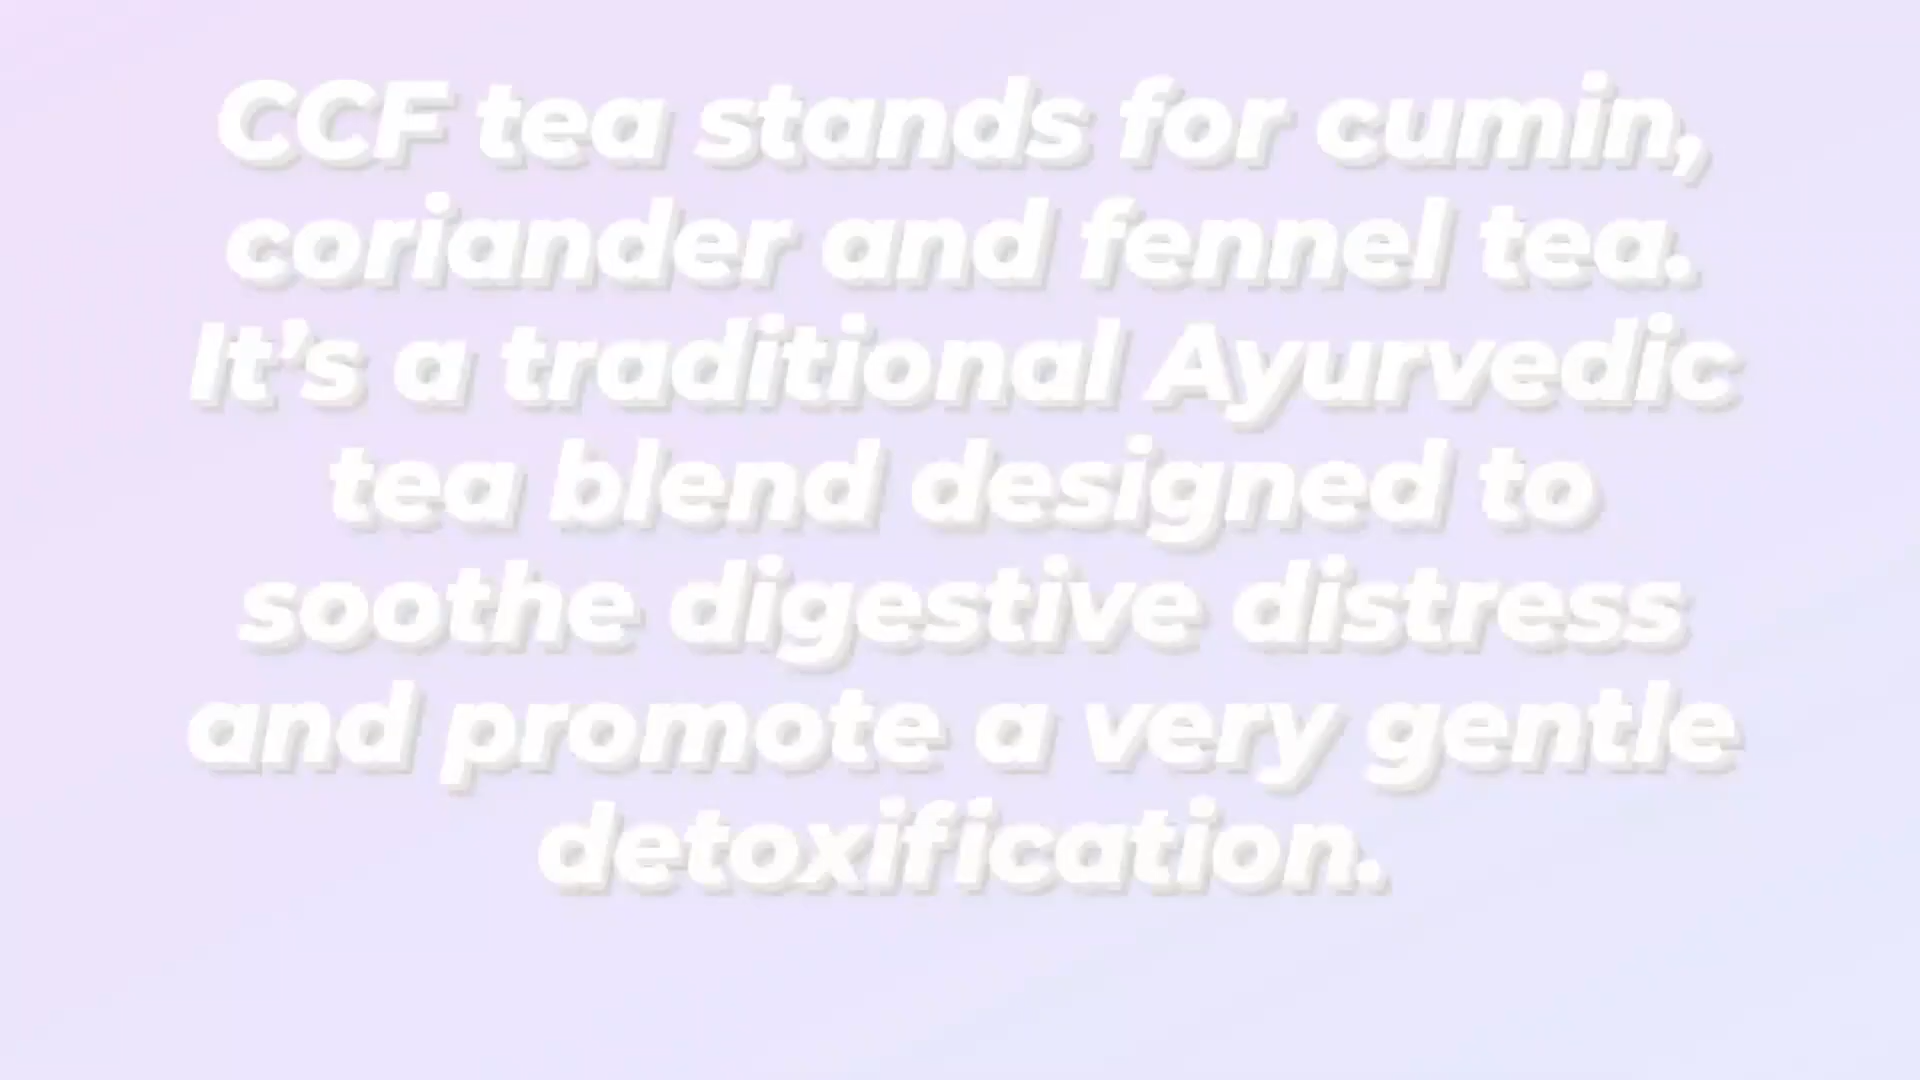 CCF tea stands for cumin,
coriander and fennel tea.
It’s a traditional Ayurvedic
tea blend designed to
soothe digestive distress
and promote a very gentle
detoxification.